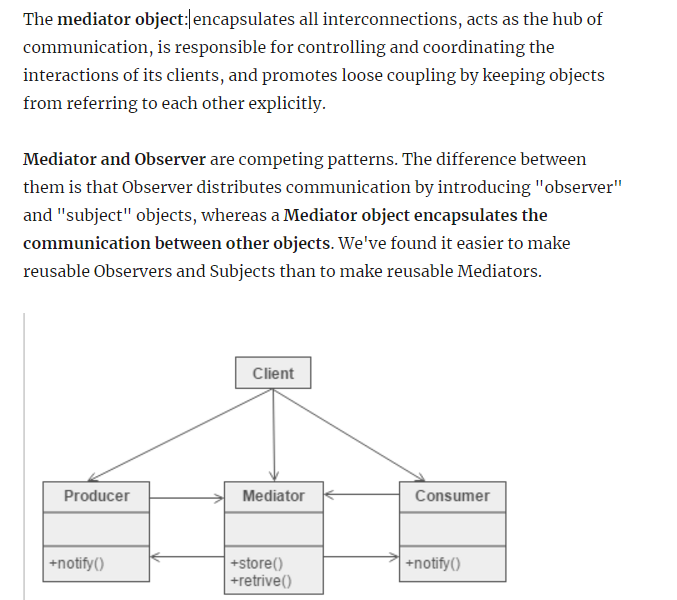 The mediator object: encapsulates all interconnections, acts as the hub of
communication, is responsible for controlling and coordinating the
interactions of its clients, and promotes loose coupling by keeping objects
from referring to each other explicitly.
Mediator and Observer are competing patterns. The difference between
them is that Observer distributes communication by introducing "observer"
and "subject" objects, whereas a Mediator object encapsulates the
communication between other objects. We've found it easier to make
reusable Observers and Subjects than to make reusable Mediators.
Client
Producer
Mediator
Consumer
+notify()
+store()
+retrive()
+notify()